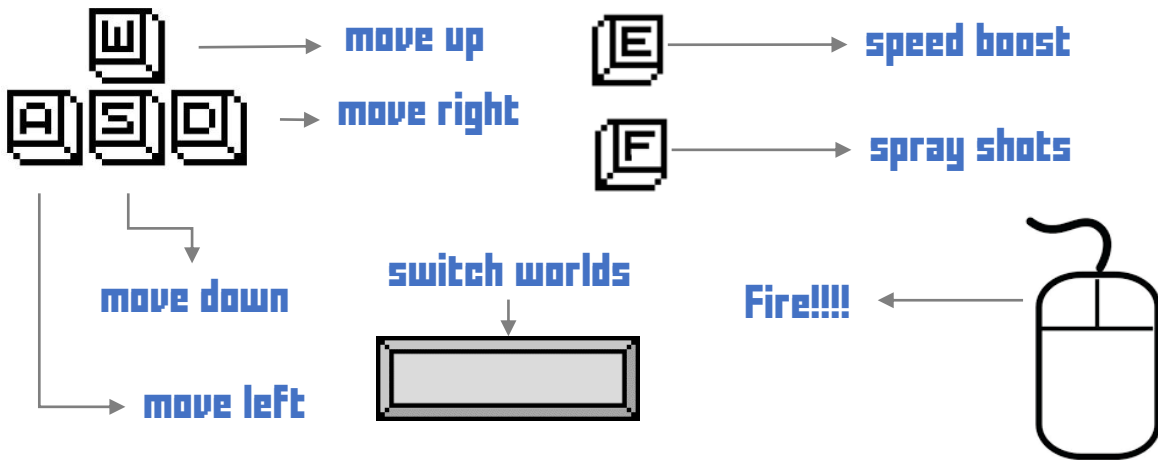 W
move up
E
speed boost
A S D
move right
F
spray shots
switch worlds
move down
Fire!!!!
move left